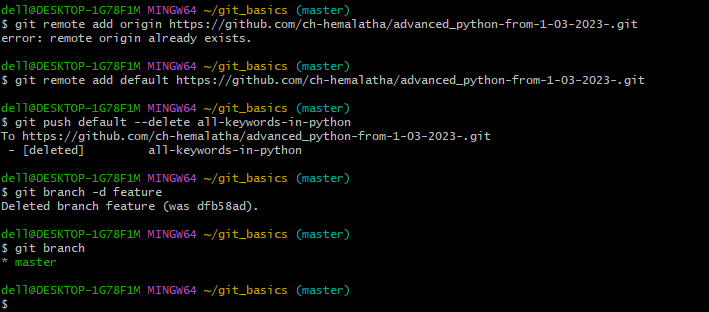 dell@DESKTOP-1G78F1M MINGW64 ~/git_basics (master)
$ git remote add origin https://github.com/ch-hemalatha/advanced_python-from-1-03-2023-.git
error: remote origin already exists.
dell@DESKTOP-1G78F1M MINGW64 ~/git_basics (master)
$ git remote add default https://github.com/ch-hemalatha/advanced_python-from-1-03-2023-.git
dell@DESKTOP-1G78F1M MINGW64 ~/git_basics (master)
$ git push default --delete all-keywords-in-python
To https://github.com/ch-hemalatha/advanced_python-from-1-03-2023-.git
 - [deleted]         all-keywords-in-python
dell@DESKTOP-1G78F1M MINGW64 ~/git_basics (master)
$ git branch -d feature
Deleted branch feature (was dfb58ad).
dell@DESKTOP-1G78F1M MINGW64 ~/git_basics (master)
$ git branch
* master
dell@DESKTOP-1G78F1M MINGW64 ~/git_basics (master)
$